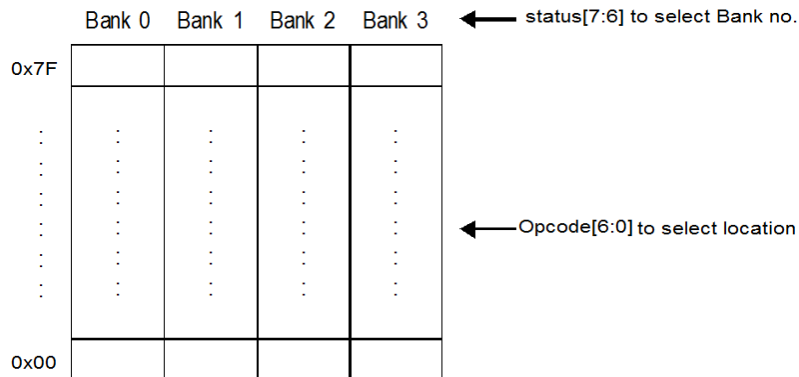 Bank 0 Bank 1 Bank 2 Bank 3 status[7:6] to select Bank no.
0x7F
Opcode[6:0] to select location
0x00